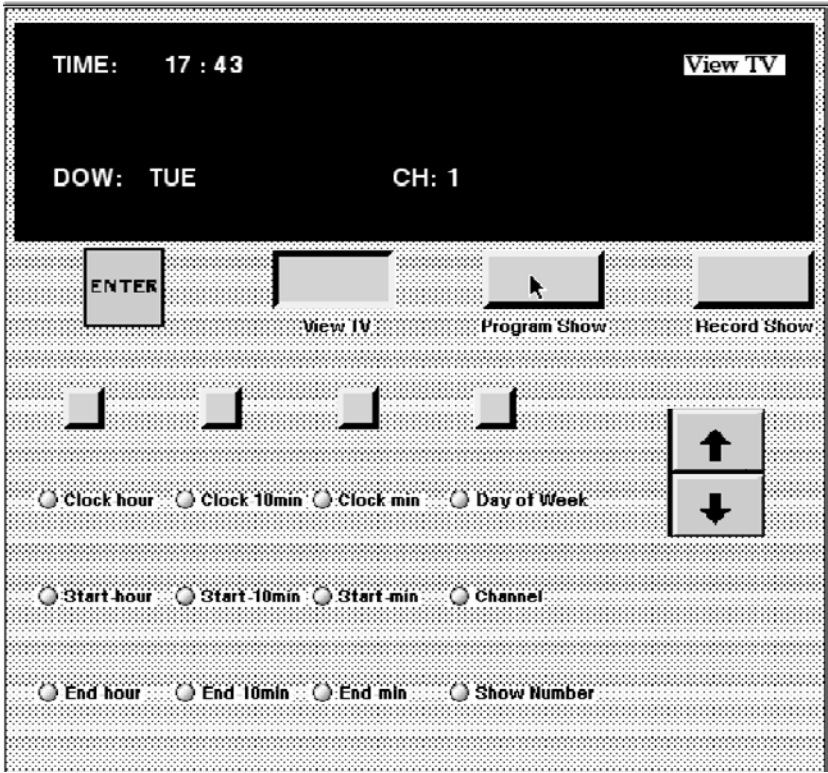 TIME: 17 : 43 View TV
DOW: TUE CH: 1
ENTER
View TV Program Show Record Show
Clock hour Clock 10min Clock min Day of Week
Start-hour Start-10min Start-min Channel
End hour End 10min End min Show Number